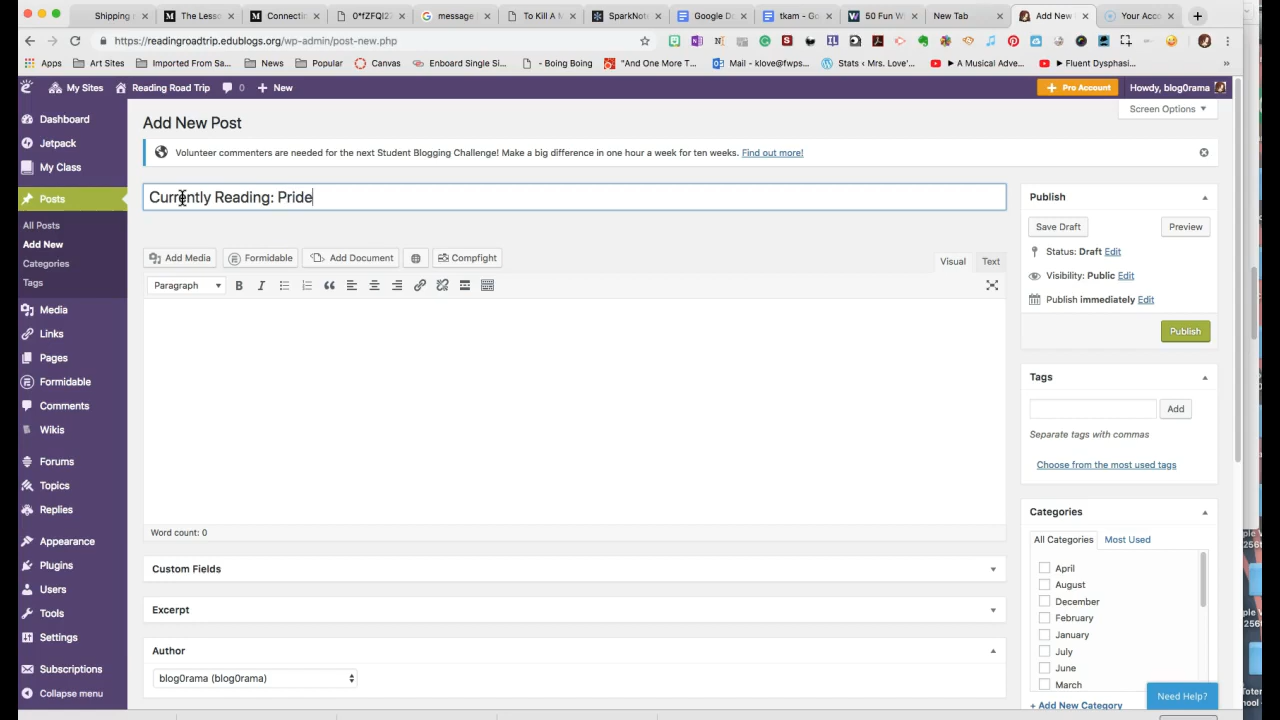 Shipping
The Less
Connectin
0*fZFQI27
message
To Kill A
SparkNot
Google Do
tkam - Go
50 Fun W
New Tab
Add New
Your Acco
https://readingroadtrip.edublogs.org/wp-admin/post-new.php
Apps Art Sites Imported From Sa... News Popular Canvas Enboard Single Si... - Boing Boing "And One More T... Mail - klove@fwps... Stats ‹ Mrs. Love'... ► A Musical Adve... ► Fluent Dysphasi... »
My Sites Reading Road Trip 0 New Pro Account Howdy, blog0rama
Screen Options
Dashboard
Jetpack
My Class
Posts
All Posts
Add New
Categories
Tags
Media
Links
Pages
Formidable
Comments
Wikis
Forums
Topics
Replies
Appearance
Plugins
Users
Tools
Settings
Subscriptions
Collapse menu
Add New Post
Volunteer commenters are needed for the next Student Blogging Challenge! Make a big difference in one hour a week for ten weeks. Find out more!
Currently Reading: Pride
Add Media Formidable Add Document Compfight
Visual Text
Paragraph B I
Word count: 0
Custom Fields
Excerpt
Author
blog0rama (blog0rama)
Publish
Save Draft Preview
Status: Draft Edit
Visibility: Public Edit
Publish immediately Edit
Publish
Tags
Add
Separate tags with commas
Choose from the most used tags
Categories
All Categories Most Used
April
August
December
February
January
July
June
March
+ Add New Category
Need Help?